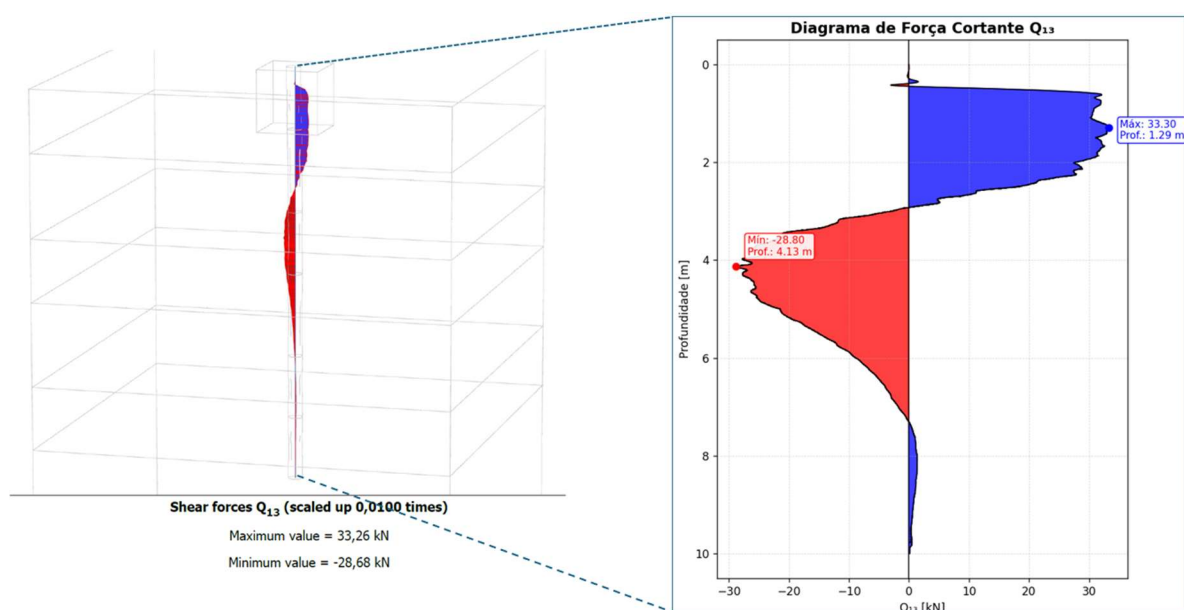 Shear forces Q₁₃ (scaled up 0,0100 times)
Maximum value = 33,26 kN
Minimum value = -28,68 kN
Diagrama de Força Cortante Q₁₃
Profundidade [m]
0
2
4
6
8
10
Máx: 33.30
Prof.: 1.29 m
Mín: -28.80
Prof.: 4.13 m
−30
−20
−10
0
10
20
30
Q₁₃ [kN]